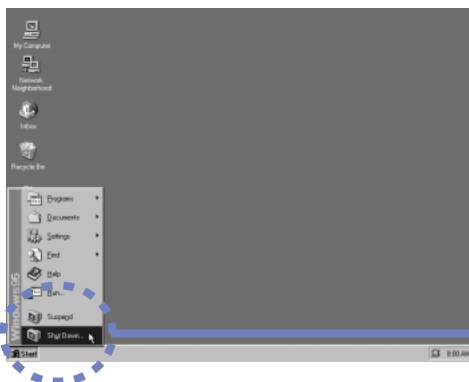 My Computer
Network
Neighborhood
Inbox
Recycle Bin
Programs
Documents
Settings
Find
Help
Run...
Suspend
Shut Down...
Windows95
Start
8:00 AM